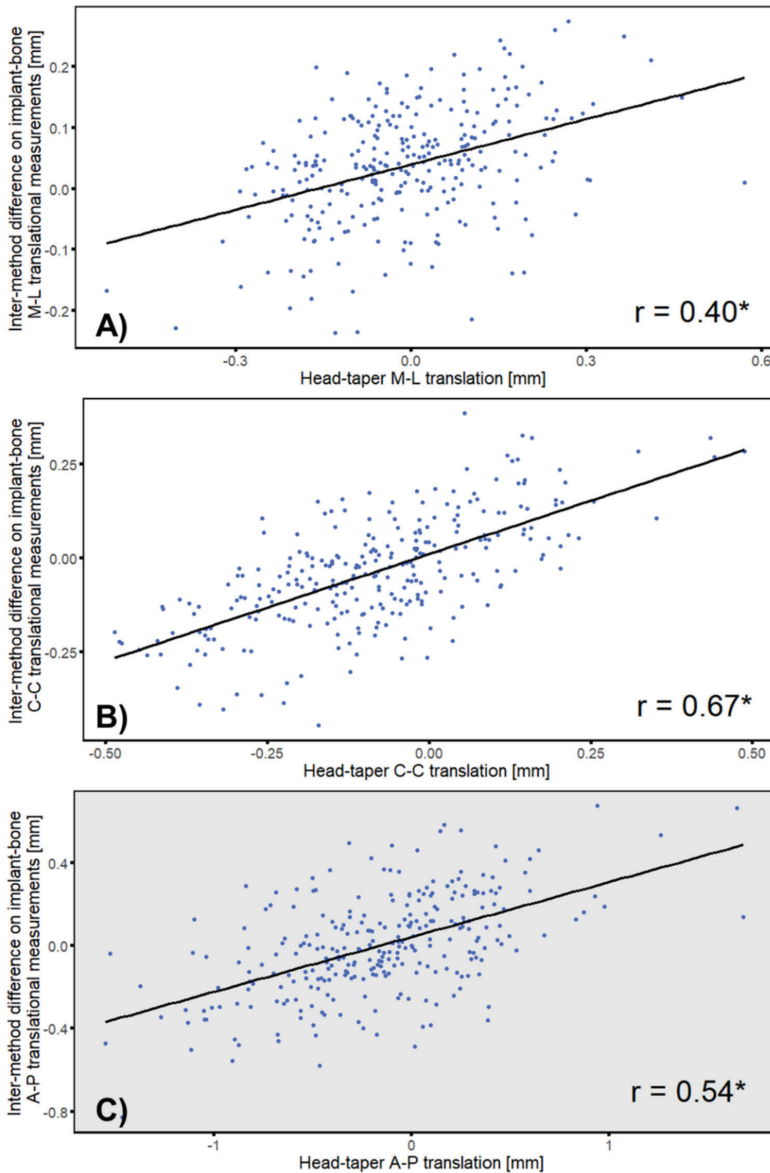 Inter-method difference on implant-bone
M-L translational measurements [mm]
0.2
0.1
0.0
-0.1
-0.2
A)
r = 0.40*
-0.3
0.0
0.3
0.6
Head-taper M-L translation [mm]
Inter-method difference on implant-bone
C-C translational measurements [mm]
0.25
0.00
-0.25
B)
r = 0.67*
-0.50
-0.25
0.00
0.25
0.50
Head-taper C-C translation [mm]
Inter-method difference on implant-bone
A-P translational measurements [mm]
0.4
0.0
-0.4
-0.8
C)
r = 0.54*
-1
0
1
Head-taper A-P translation [mm]